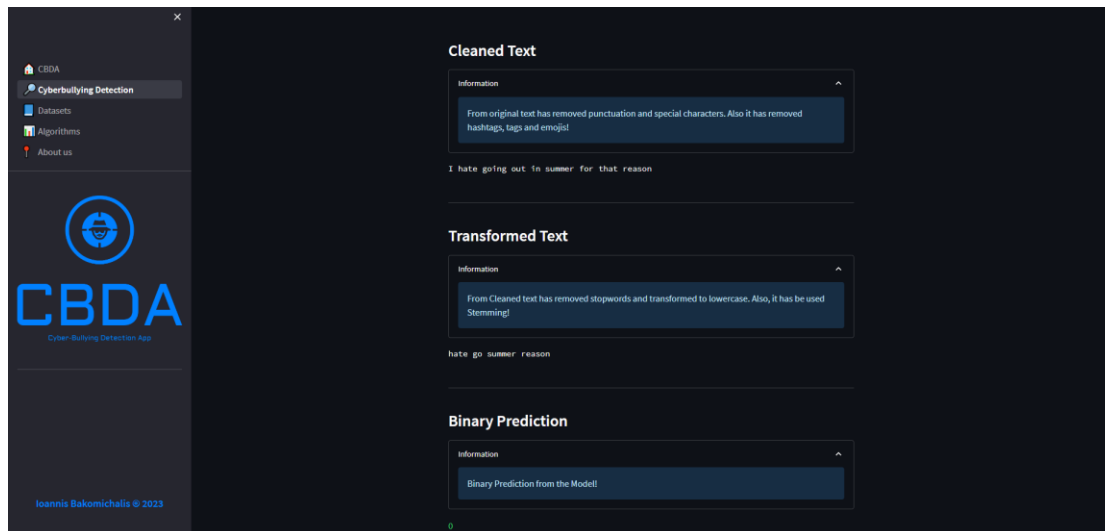 ×
CBDA
Cyberbullying Detection
Datasets
Algorithms
About us
CBDA
Cyber-Bullying Detection App
Ioannis Bakomichalis © 2023
Cleaned Text
Information
From original text has removed punctuation and special characters. Also it has removed
hashtags, tags and emojis!
I hate going out in summer for that reason
Transformed Text
Information
From Cleaned text has removed stopwords and transformed to lowercase. Also, it has be used
Stemming!
hate go summer reason
Binary Prediction
Information
Binary Prediction from the Model!
0